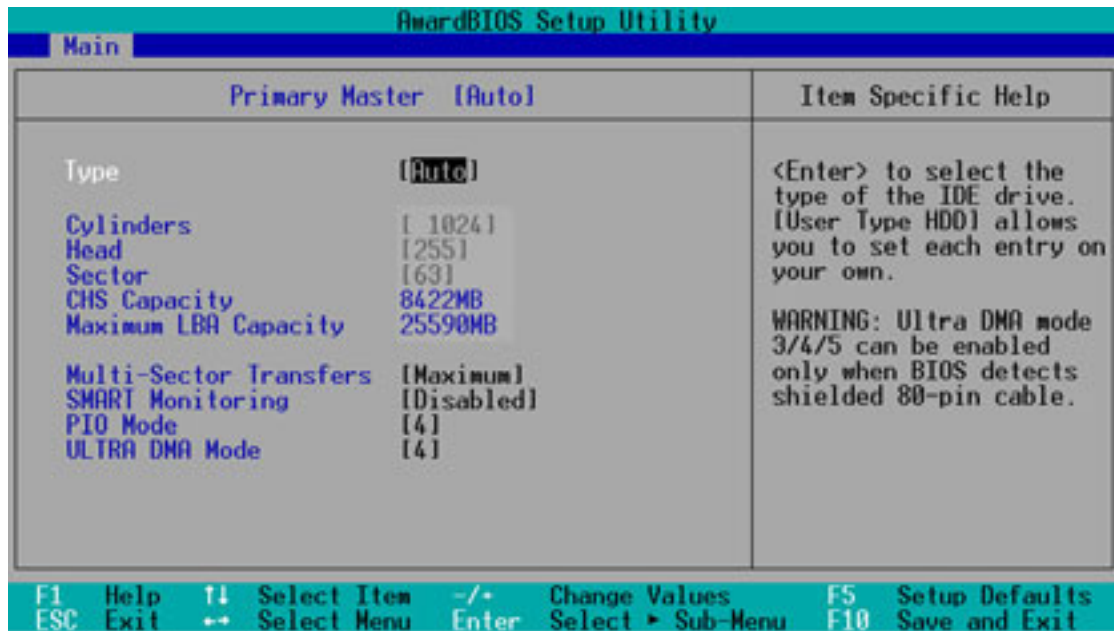 AwardBIOS Setup Utility
Main
Primary Master [Auto]
Item Specific Help
Type [Auto]
Cylinders [ 1024]
Head [255]
Sector [63]
CHS Capacity 8422MB
Maximum LBA Capacity 25590MB
Multi-Sector Transfers [Maximum]
SMART Monitoring [Disabled]
PIO Mode [4]
ULTRA DMA Mode [4]
<Enter> to select the
type of the IDE drive.
[User Type HDD] allows
you to set each entry on
your own.
WARNING: Ultra DMA mode
3/4/5 can be enabled
only when BIOS detects
shielded 80-pin cable.
F1 Help ↑↓ Select Item -/+ Change Values F5 Setup Defaults
ESC Exit ←→ Select Menu Enter Select ► Sub-Menu F10 Save and Exit